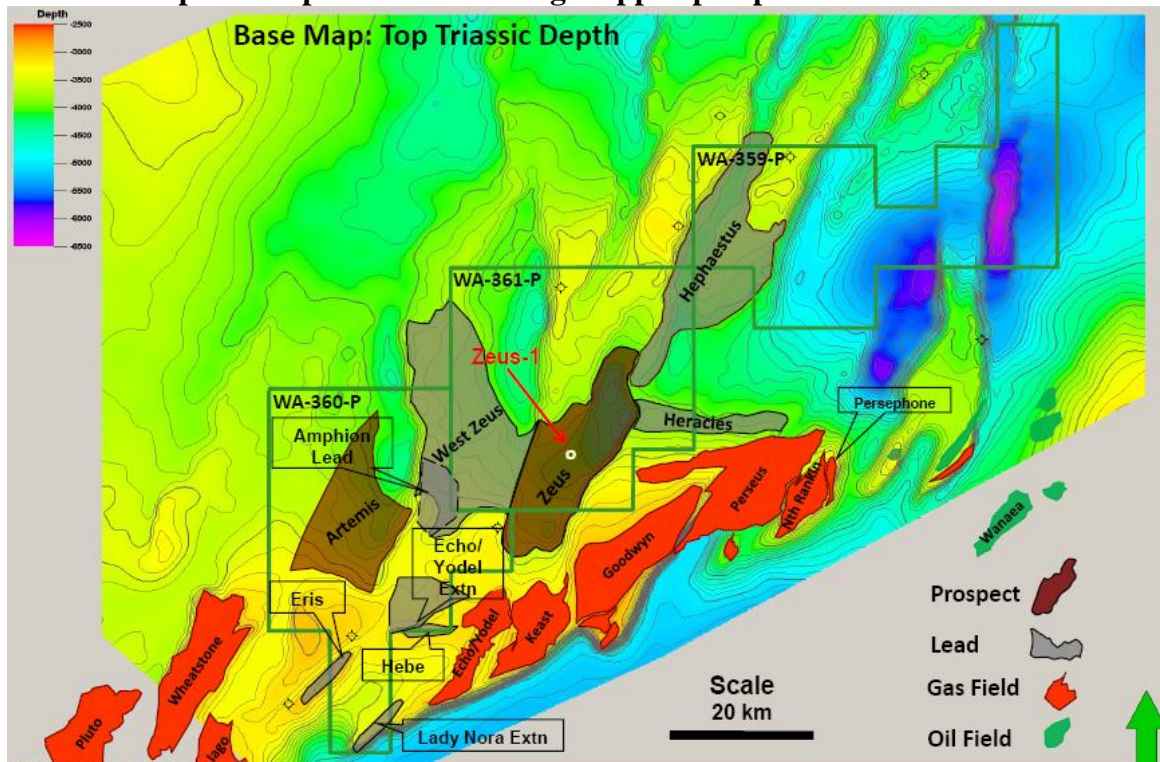 Depth
Base Map: Top Triassic Depth
-2500
-3000
-3500
-4000
-4500
-5000
-5500
-6000
-6500
WA-359-P
Hephaestus
WA-361-P
Zeus-1
WA-360-P
West Zeus
Heracles
Persephone
Amphion
Lead
Artemis
Zeus
Perseus
Nth Rankin
Goodwyn
Wanaea
Echo/
Yodel
Extn
Eris
Echo/Yodel
Keast
Hebe
Wheatstone
Pluto
Iago
Lady Nora Extn
Scale
20 km
Prospect
Lead
Gas Field
Oil Field